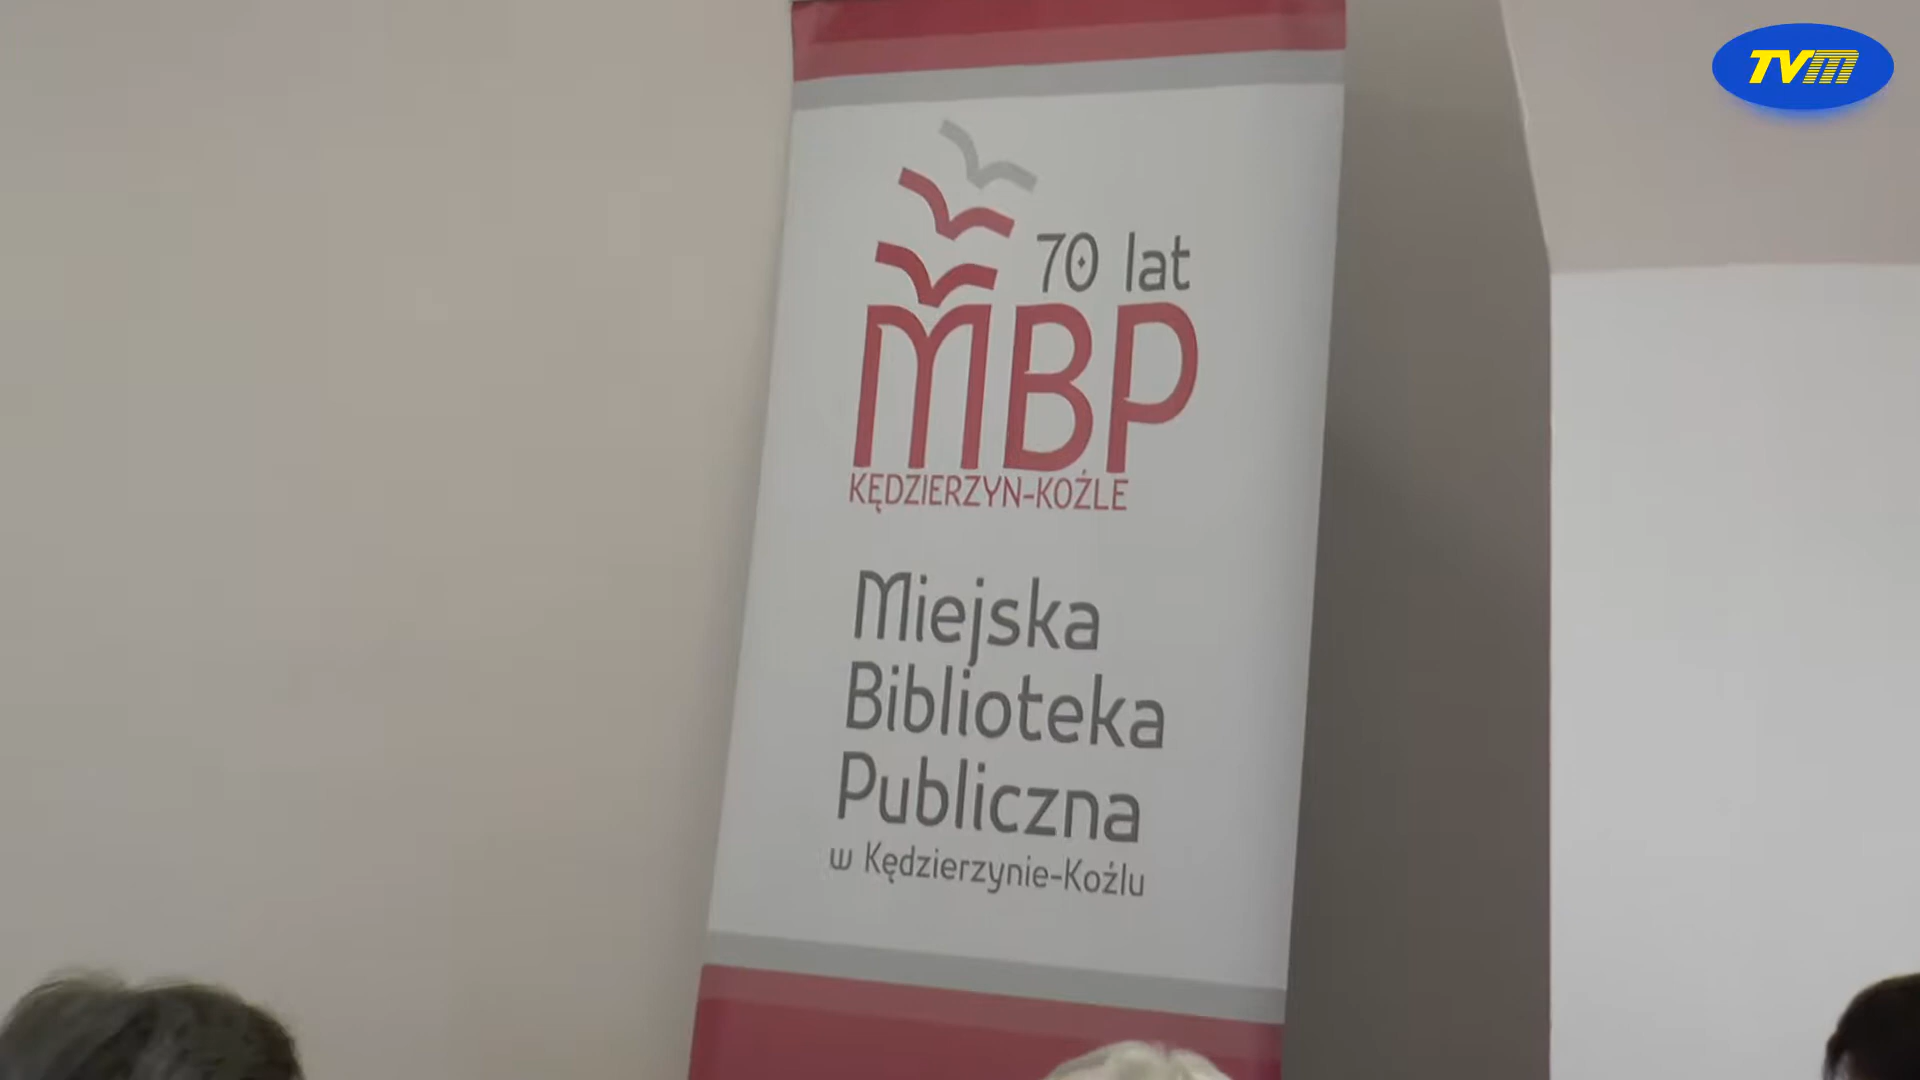 TVM
70 lat
MBP
KĘDZIERZYN-KOŹLE
Miejska
Biblioteka
Publiczna
w Kędzierzynie-Koźlu